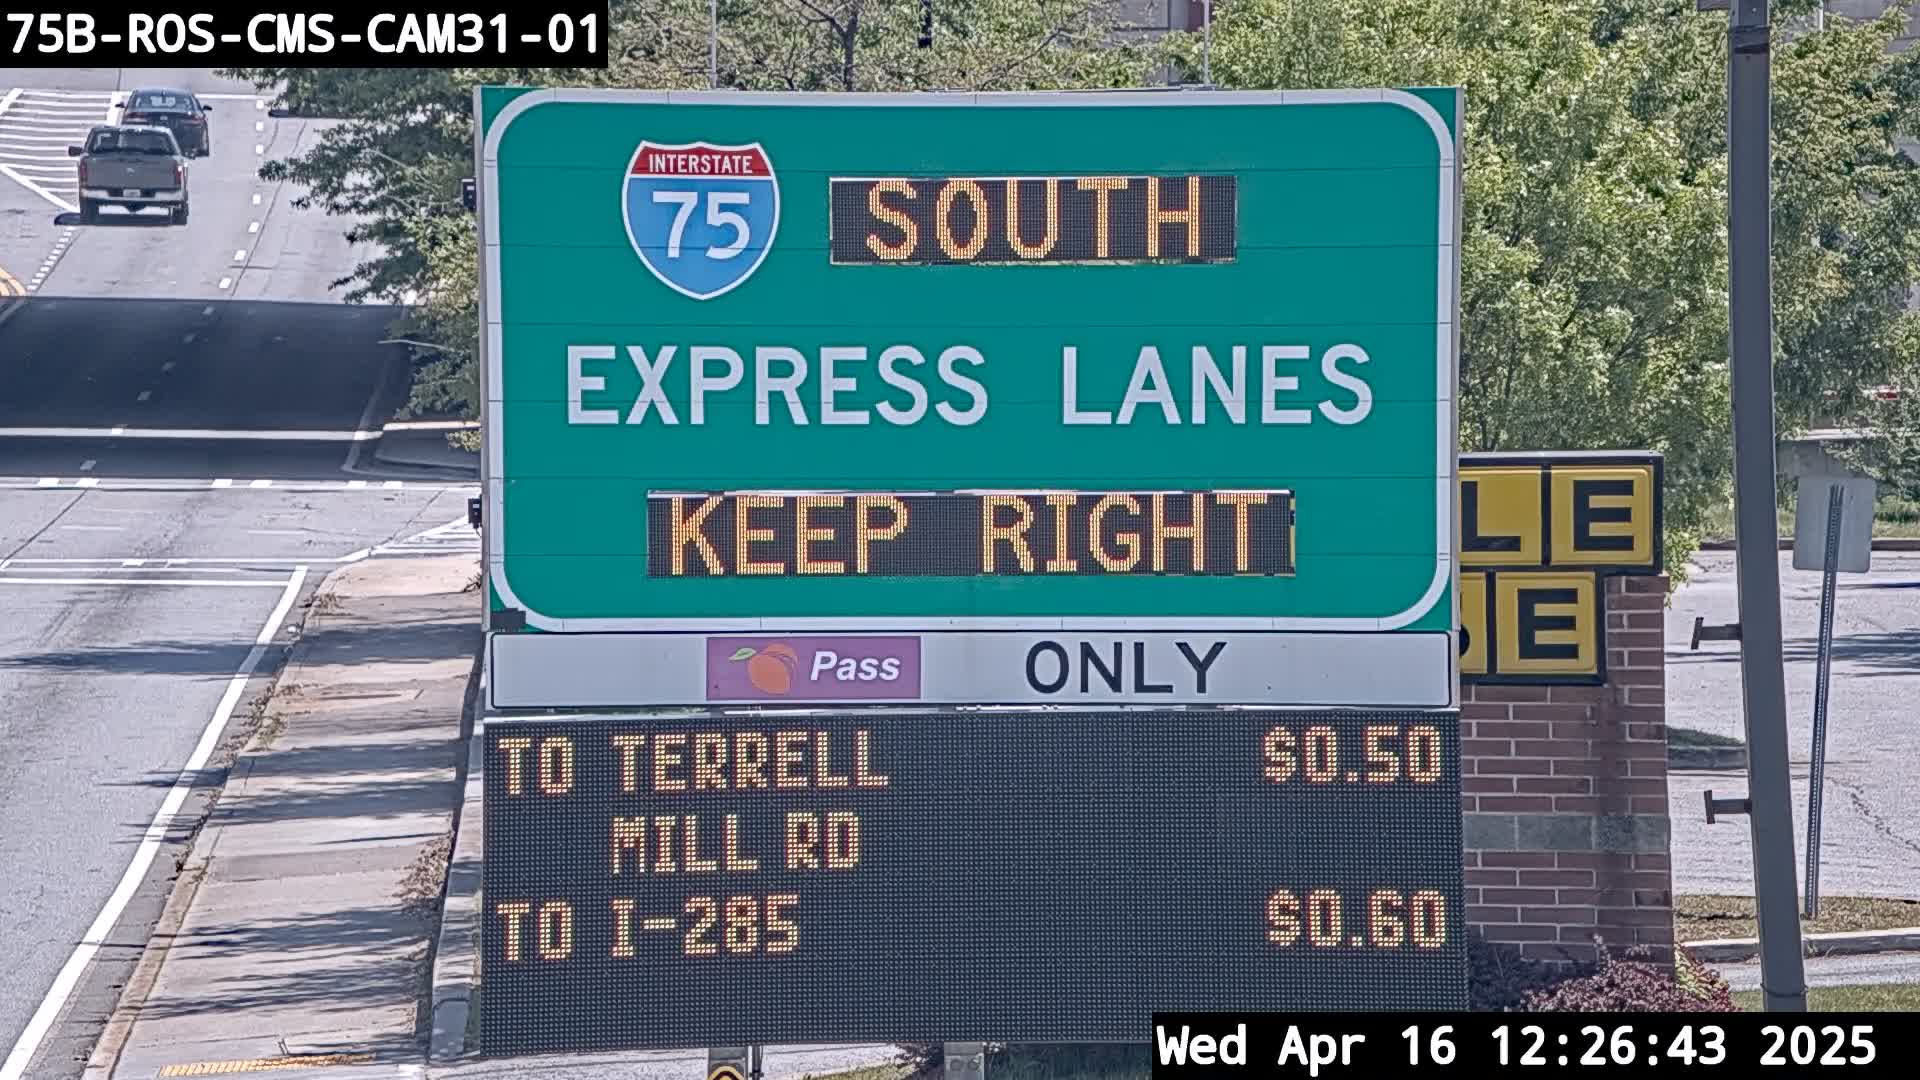 75B-ROS-CMS-CAM31-01
INTERSTATE
75
SOUTH
EXPRESS LANES
KEEP RIGHT
Pass ONLY
TO TERRELL $0.50
MILL RD
TO I-285 $0.60
LE
E
Wed Apr 16 12:26:43 2025